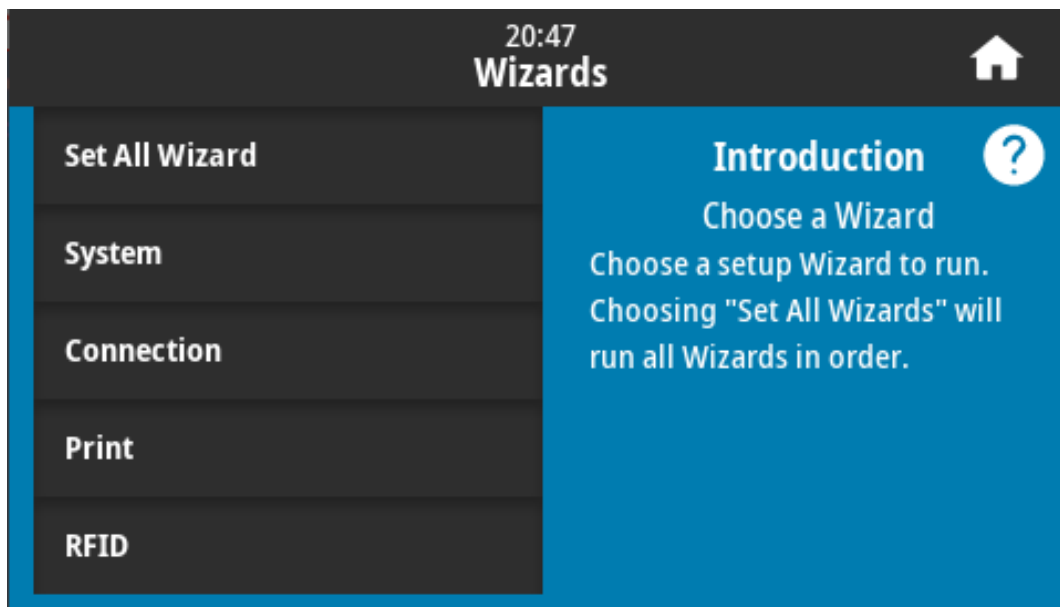 20:47
Wizards
Set All Wizard
System
Connection
Print
RFID
Introduction
?
Choose a Wizard
Choose a setup Wizard to run.
Choosing "Set All Wizards" will
run all Wizards in order.